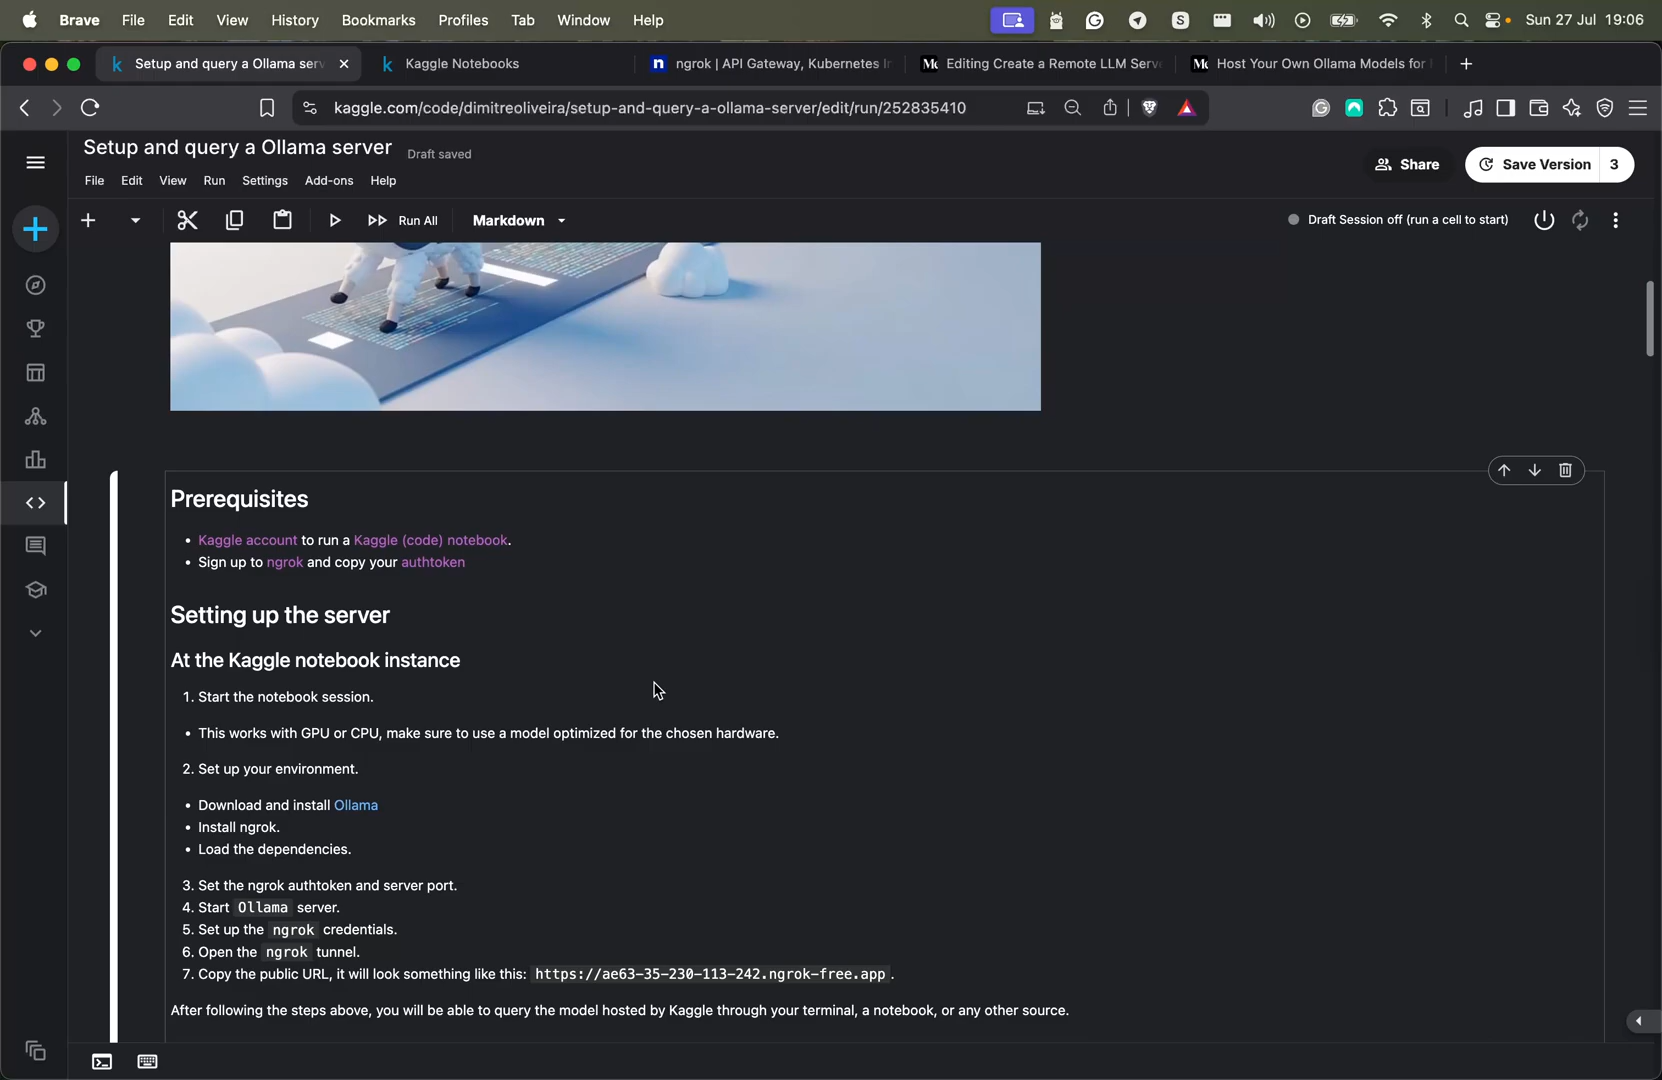 Brave File Edit View History Bookmarks Profiles Tab Window Help Sun 27 Jul 19:06
Setup and query a Ollama serv Kaggle Notebooks ngrok | API Gateway, Kubernetes In Editing Create a Remote LLM Serve Host Your Own Ollama Models for
kaggle.com/code/dimitreoliveira/setup-and-query-a-ollama-server/edit/run/252835410
Setup and query a Ollama server Draft saved
Share Save Version 3
File Edit View Run Settings Add-ons Help
Run All Markdown Draft Session off (run a cell to start)
Prerequisites
• Kaggle account to run a Kaggle (code) notebook.
• Sign up to ngrok and copy your authtoken
Setting up the server
At the Kaggle notebook instance
1. Start the notebook session.
• This works with GPU or CPU, make sure to use a model optimized for the chosen hardware.
2. Set up your environment.
• Download and install Ollama
• Install ngrok.
• Load the dependencies.
3. Set the ngrok authtoken and server port.
4. Start Ollama server.
5. Set up the ngrok credentials.
6. Open the ngrok tunnel.
7. Copy the public URL, it will look something like this: https://ae63-35-230-113-242.ngrok-free.app.
After following the steps above, you will be able to query the model hosted by Kaggle through your terminal, a notebook, or any other source.